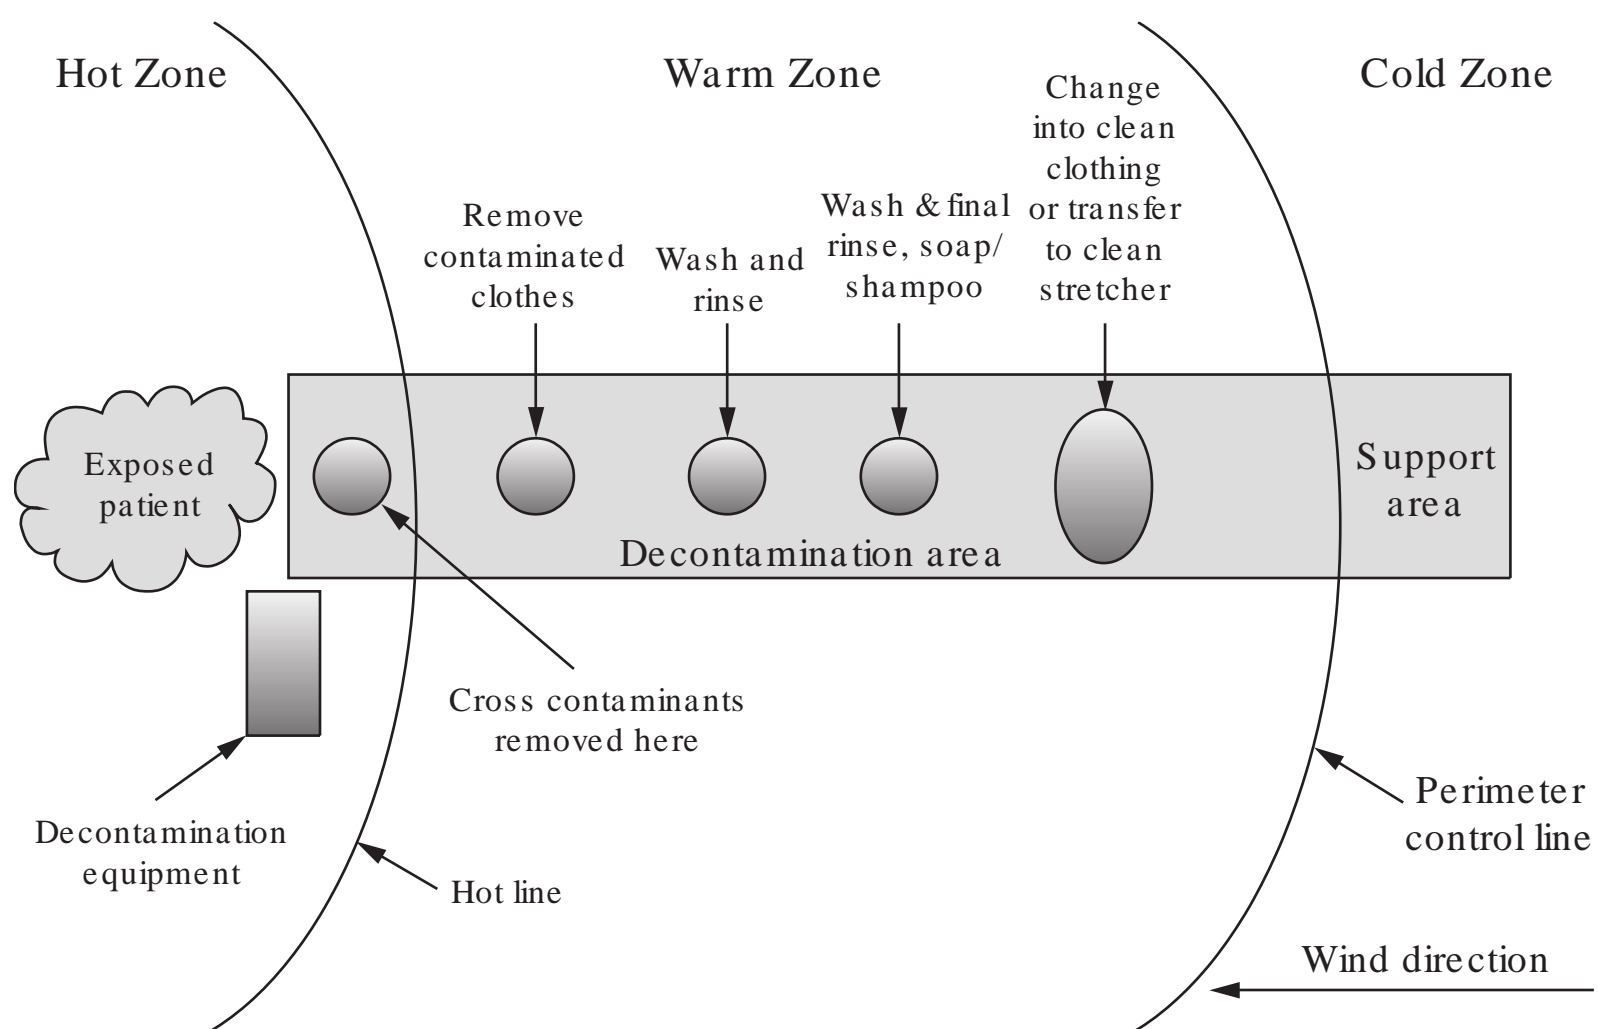 Hot Zone
Warm Zone
Cold Zone
Remove
contaminated
clothes
Wash and
rinse
Wash & final
rinse, soap/
shampoo
Change
into clean
clothing
or transfer
to clean
stretcher
Exposed
patient
Decontamination area
Support
area
Cross contaminants
removed here
Decontamination
equipment
Hot line
Perimeter
control line
Wind direction